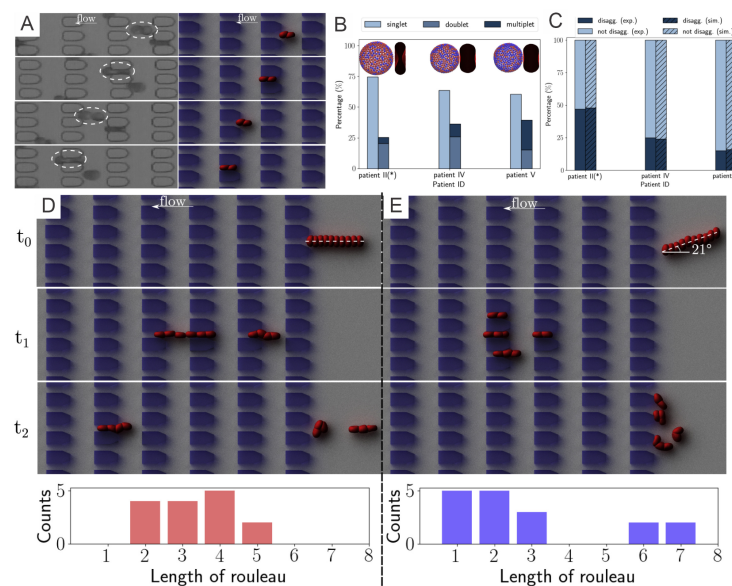 A
flow
B
singlet doublet multiplet
100
75
50
25
0
Percentage (%)
patient II(*) patient IV patient V
Patient ID
C
disagg. (exp.) disagg. (sim.)
not disagg. (exp.) not disagg. (sim.)
100
75
50
25
0
Percentage (%)
patient II(*) patient IV patient
Patient ID
D
flow
t0
t1
t2
E
flow
21°
Counts
5
0
1 2 3 4 5 6 7 8
Length of rouleau
Counts
5
0
1 2 3 4 5 6 7 8
Length of rouleau